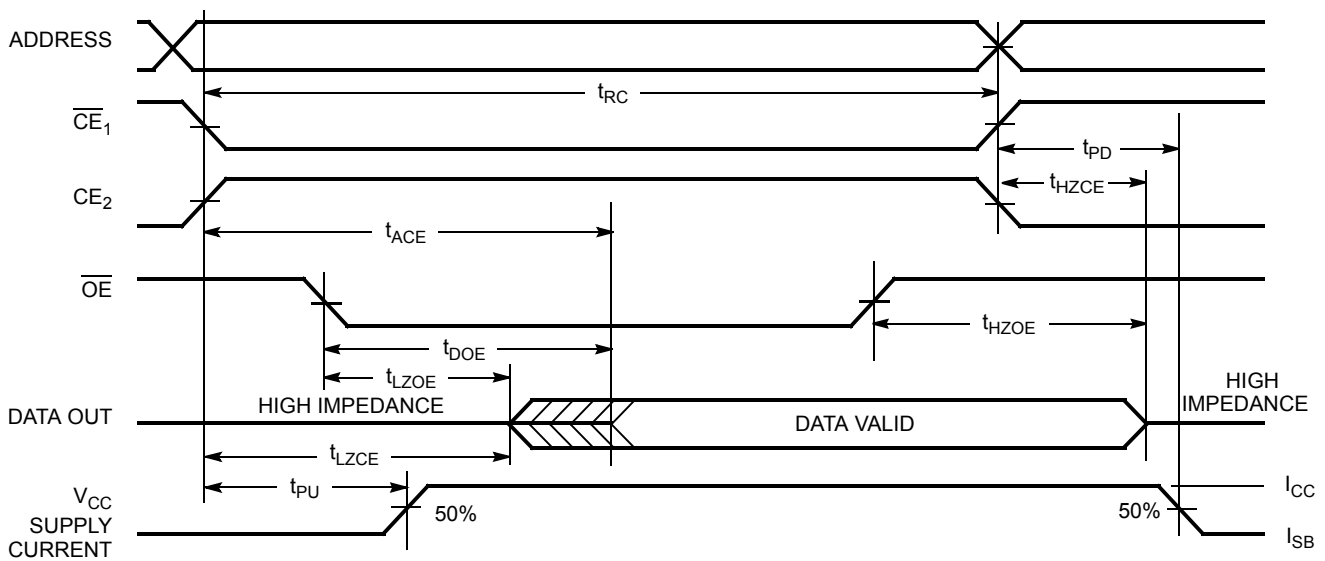 ADDRESS
tRC
CE1
tPD
tHZCE
CE2
tACE
OE
tHZOE
tDOE
tLZOE
HIGH IMPEDANCE
HIGH
IMPEDANCE
DATA OUT
DATA VALID
tLZCE
tPU
VCC
SUPPLY
CURRENT
50%
50%
ICC
ISB